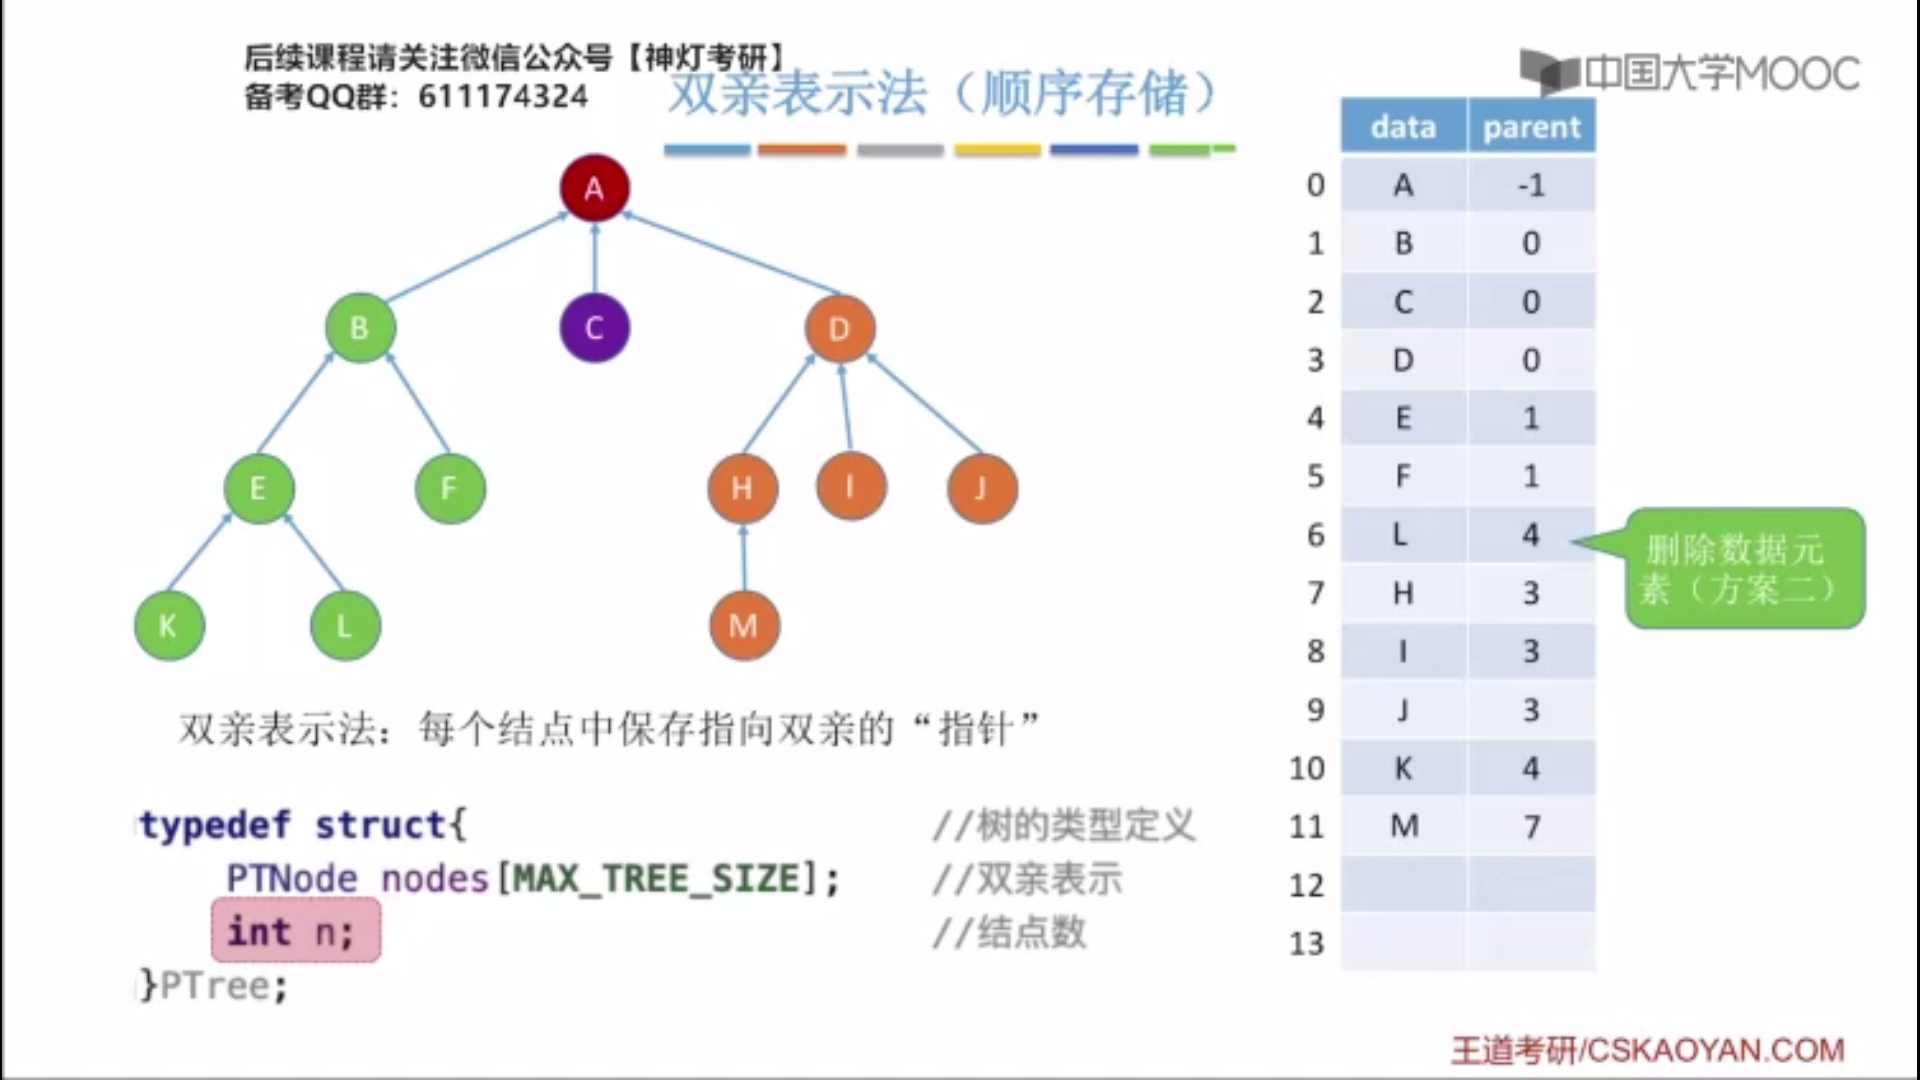 后续课程请关注微信公众号【神灯考研】
备考QQ群：611174324
双亲表示法（顺序存储）
中国大学MOOC
A
B
C
D
E
F
H
I
J
K
L
M
data parent
0 A -1
1 B 0
2 C 0
3 D 0
4 E 1
5 F 1
6 L 4
7 H 3
8 I 3
9 J 3
10 K 4
11 M 7
12
13
删除数据元
素（方案二）
双亲表示法：每个结点中保存指向双亲的“指针”
typedef struct{ //树的类型定义
PTNode nodes[MAX_TREE_SIZE]; //双亲表示
int n; //结点数
}PTree;
王道考研/CSKAOYAN.COM